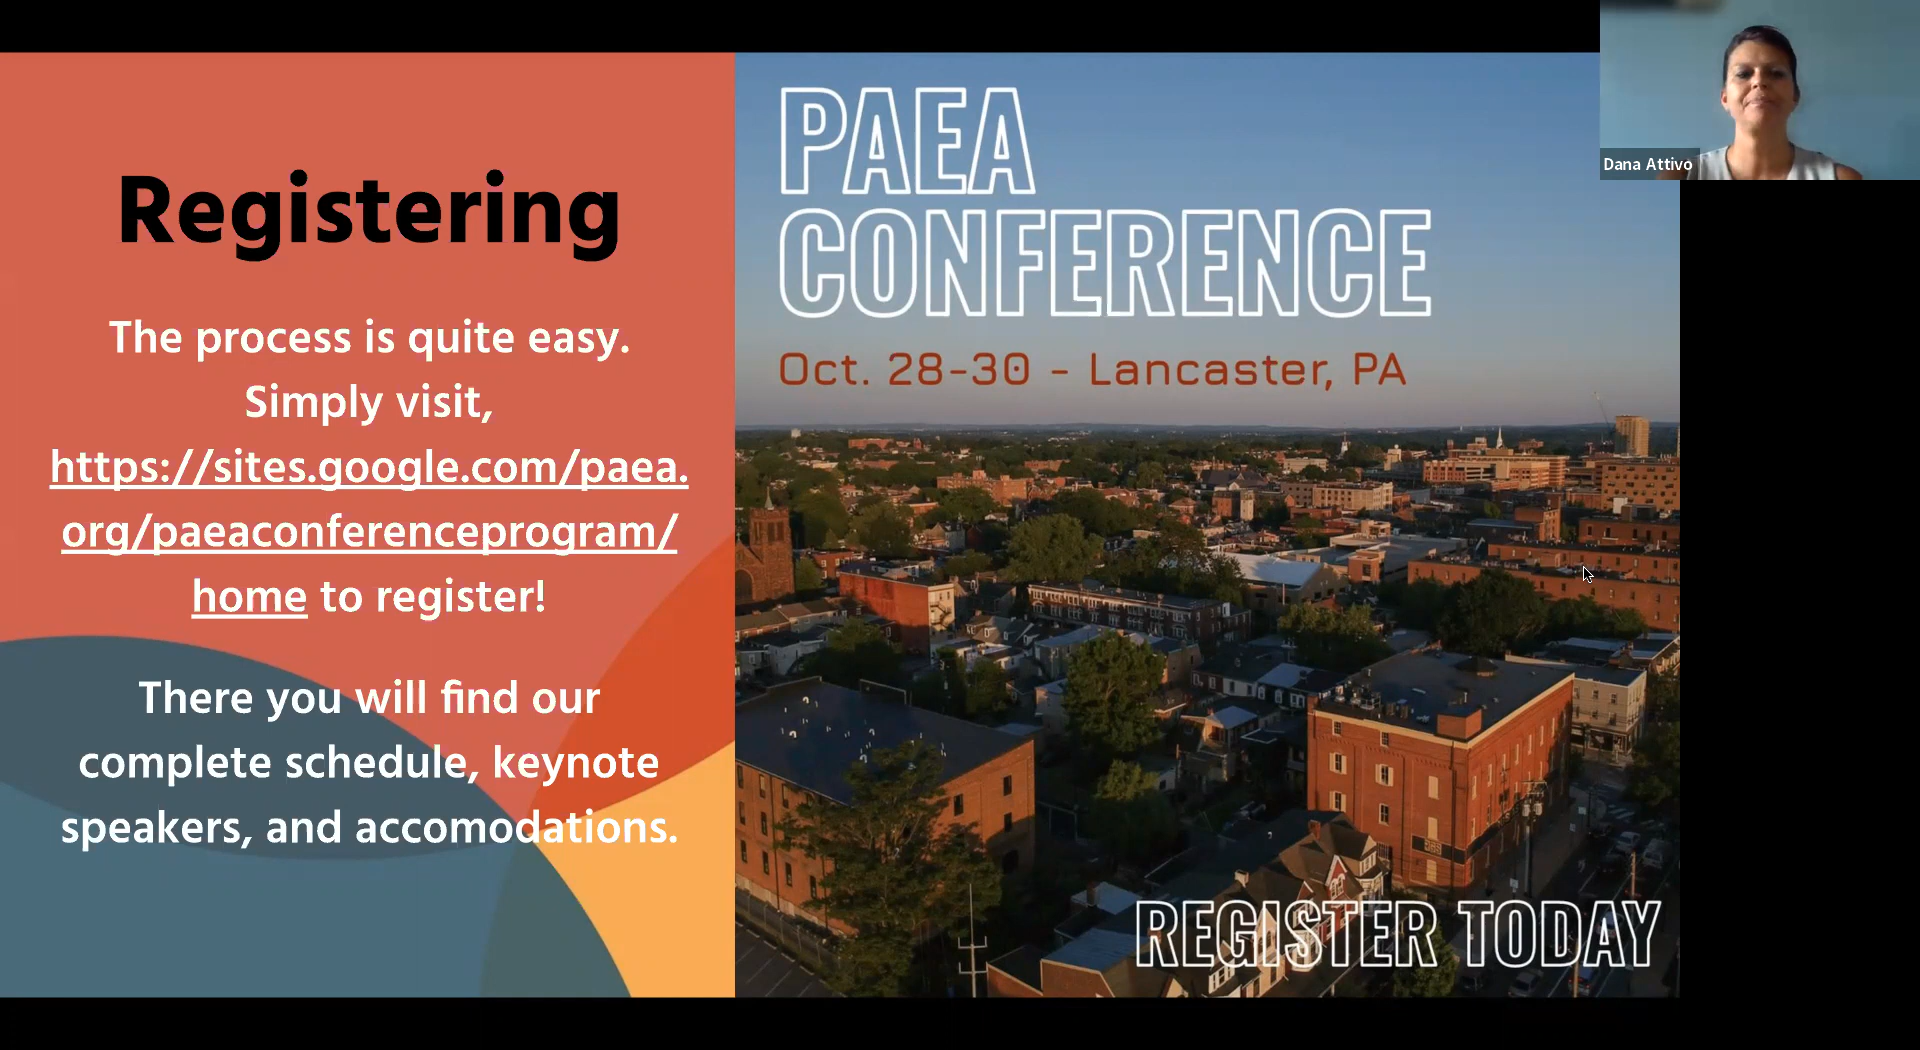 Registering
The process is quite easy.
Simply visit,
https://sites.google.com/paea.
org/paeaconferenceprogram/
home to register!
There you will find our
complete schedule, keynote
speakers, and accomodations.
PAEA
CONFERENCE
Oct. 28-30 - Lancaster, PA
REGISTER TODAY
Dana Attivo